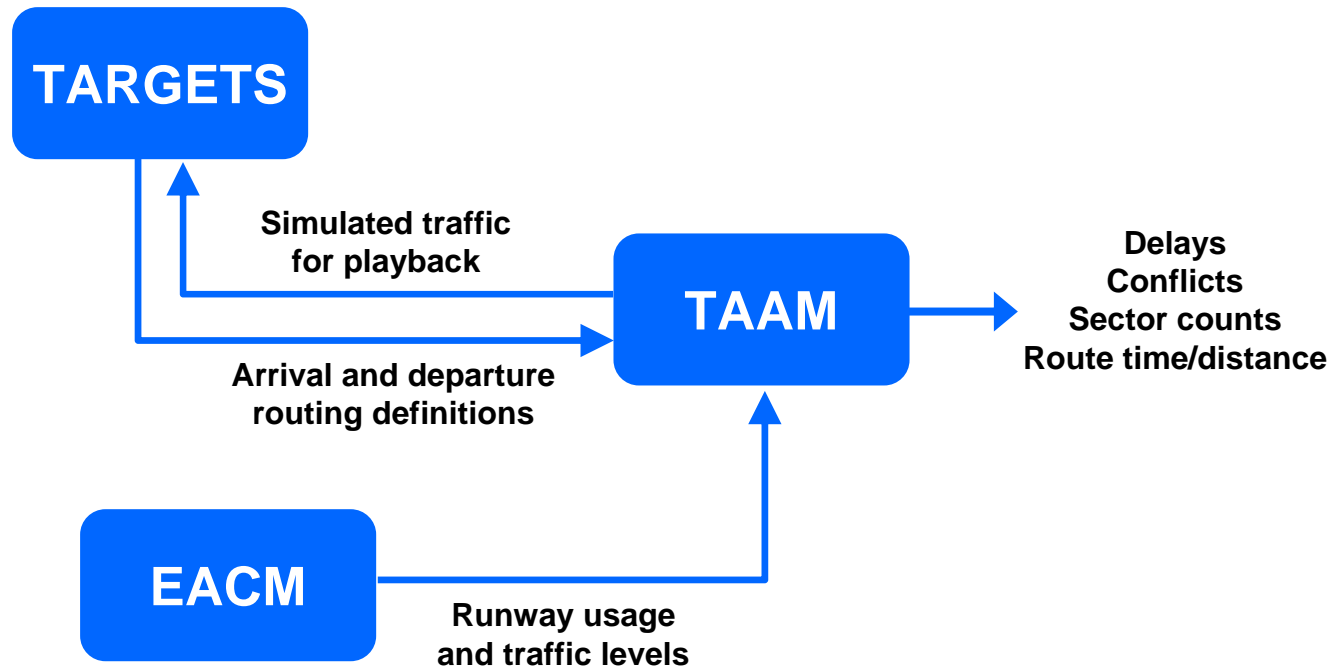 TARGETS
Simulated traffic
for playback
TAAM
Delays
Conflicts
Sector counts
Route time/distance
Arrival and departure
routing definitions
EACM
Runway usage
and traffic levels